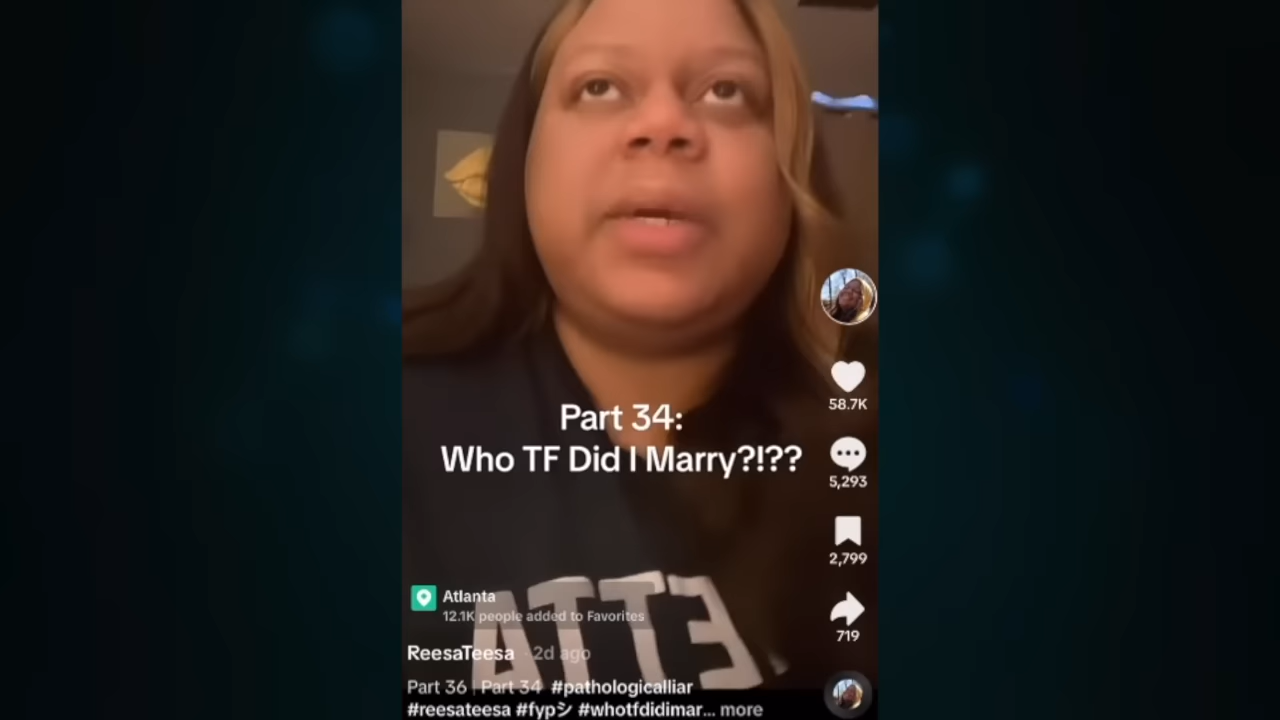 58.7K
Part 34:
Who TF Did I Marry?!??
5,293
2,799
Atlanta
12.1K people added to Favorites
719
ATTE
ReesaTeesa · 2d ago
Part 36 | Part 34 #pathologicalliar
#reesateesa #fypシ #whotfdidimar... more